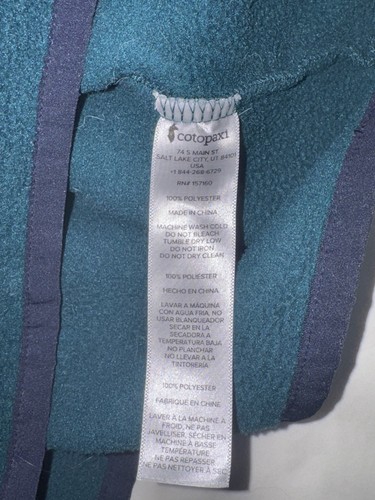 cotopaxi
74 S MAIN ST
SALT LAKE CITY, UT 84101
USA
+1 844-268-6729
RN# 157160
100% POLYESTER
MADE IN CHINA
MACHINE WASH COLD
DO NOT BLEACH
TUMBLE DRY LOW
DO NOT IRON
DO NOT DRY CLEAN
100% POLIESTER
HECHO EN CHINA
LAVAR A MÁQUINA
CON AGUA FRIA, NO
USAR BLANQUEADOR
SECAR EN LA
SECADORA A
TEMPERATURA BAJA
NO PLANCHAR
NO LLEVAR A LA
TINTORERÍA
100% POLYESTER
FABRIQUÉ EN CHINE
LAVER À LA MACHINE À
FROID, NE PAS
JAVELLISER, SÉCHER EN
MACHINE À BASSE
TEMPÉRATURE,
NE PAS REPASSER
NE PAS NETTOYER À SEC